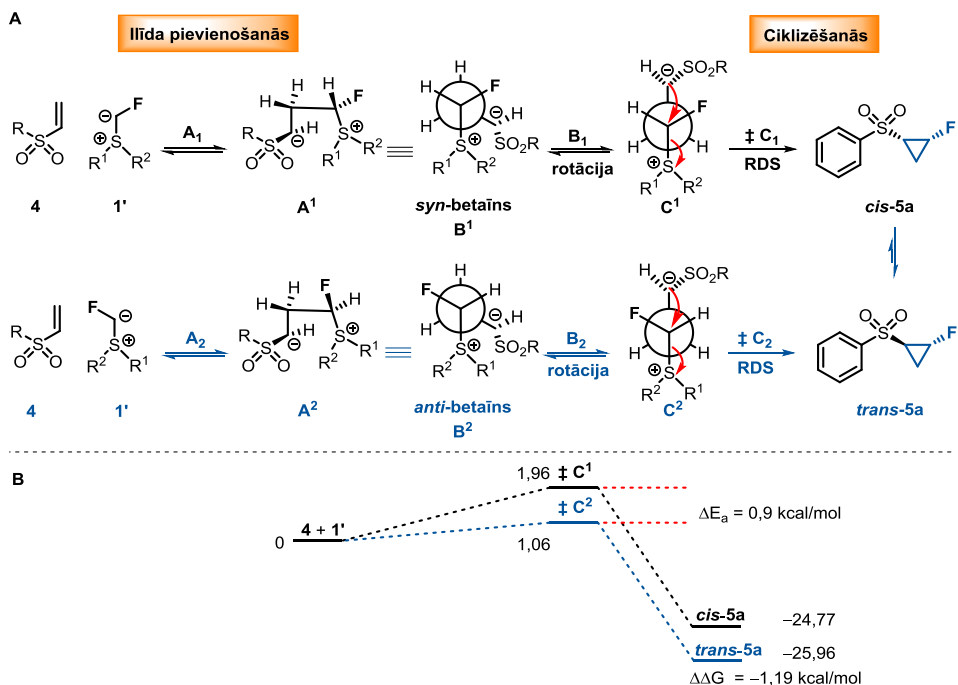 A
Ilīda pievienošanās
Ciklizēšanās
R S O O
4
F ⊖ ⊕ S R¹ R²
1'
A₁
H H H F H R S O O ⊖ S ⊕ R¹ R²
A¹
H F H H ⊖ H S ⊕ SO₂R R¹ R²
syn-betaīns
B¹
B₁
rotācija
H ⊖ SO₂R H F H H ⊕ S R¹ R²
C¹
‡ C₁
RDS
O O S F
cis-5a
R S O O
4
F ⊖ ⊕ S R² R¹
1'
A₂
H H F H H R S O O ⊖ S ⊕ R² R¹
A²
H F H H ⊖ H S ⊕ SO₂R R² R¹
anti-betaīns
B²
B₂
rotācija
H ⊖ SO₂R F H H H ⊕ S R² R¹
C²
‡ C₂
RDS
O O S F
trans-5a
B
1,96 ‡ C¹
‡ C²
ΔEₐ = 0,9 kcal/mol
4 + 1'
0
1,06
cis-5a −24,77
trans-5a −25,96
ΔΔG = −1,19 kcal/mol